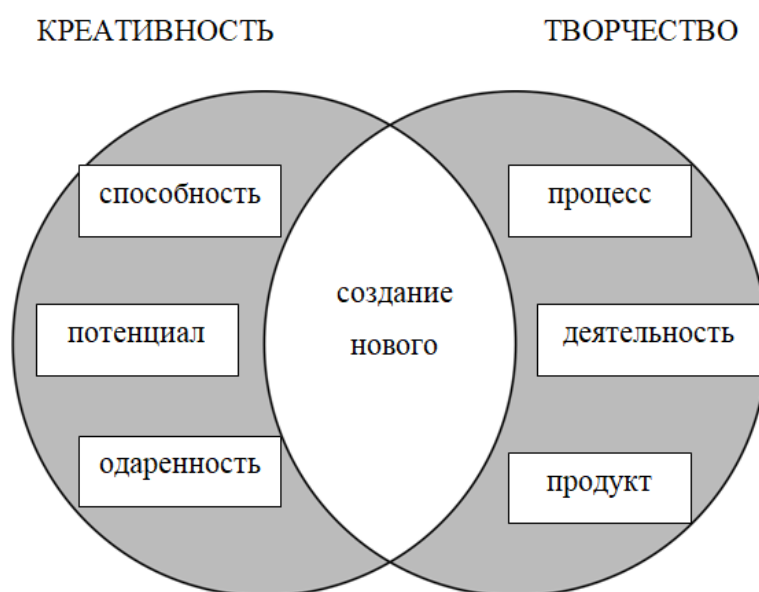 КРЕАТИВНОСТЬ
ТВОРЧЕСТВО
способность
потенциал
одаренность
создание
нового
процесс
деятельность
продукт